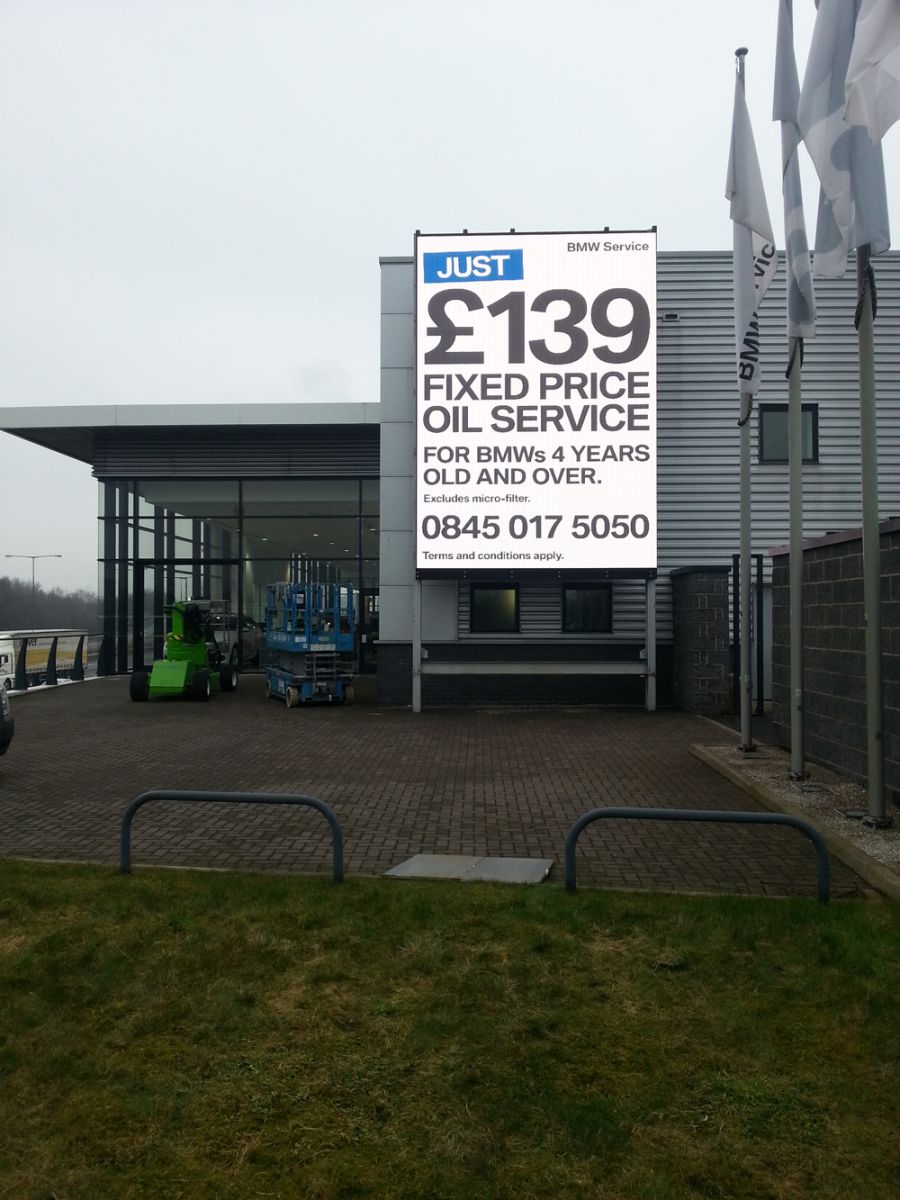 BMW Service
JUST
£139
FIXED PRICE
OIL SERVICE
FOR BMWs 4 YEARS
OLD AND OVER.
Excludes micro-filter.
0845 017 5050
Terms and conditions apply.
BMW